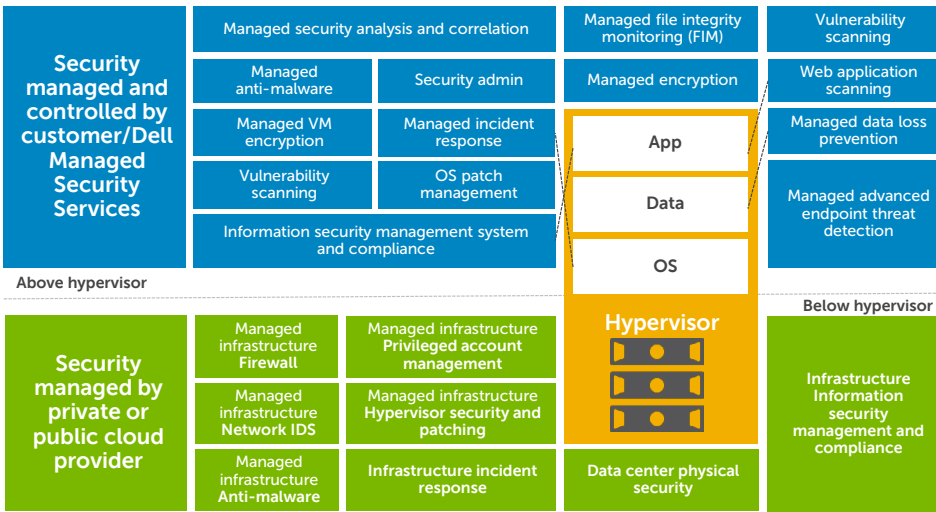 Security
managed and
controlled by
customer/Dell
Managed
Security
Services
Managed security analysis and correlation
Managed file integrity
monitoring (FIM)
Vulnerability
scanning
Managed
anti-malware
Security admin
Managed encryption
Web application
scanning
Managed VM
encryption
Managed incident
response
App
Managed data loss
prevention
Vulnerability
scanning
OS patch
management
Data
Managed advanced
endpoint threat
detection
Information security management system
and compliance
OS
Above hypervisor
Below hypervisor
Security
managed by
private or
public cloud
provider
Managed
infrastructure
Firewall
Managed infrastructure
Privileged account
management
Hypervisor
Infrastructure
Information
security
management and
compliance
Managed
infrastructure
Network IDS
Managed infrastructure
Hypervisor security and
patching
Managed
infrastructure
Anti-malware
Infrastructure incident
response
Data center physical
security